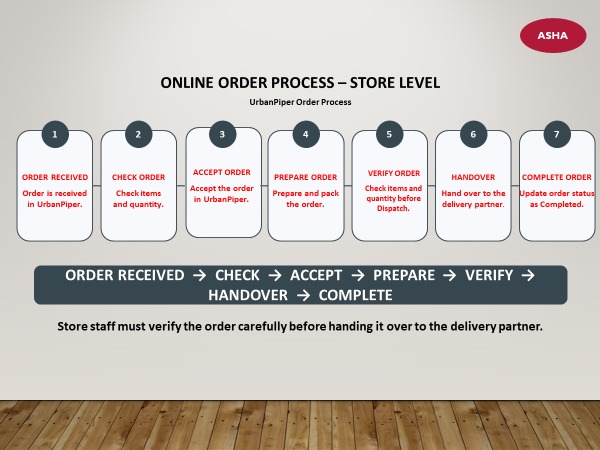 ASHA
ONLINE ORDER PROCESS – STORE LEVEL
UrbanPiper Order Process
1
ORDER RECEIVED
Order is received
in UrbanPiper.
2
CHECK ORDER
Check items
and quantity.
3
ACCEPT ORDER
Accept the order
in UrbanPiper.
4
PREPARE ORDER
Prepare and pack
the order.
5
VERIFY ORDER
Check items and
quantity before
Dispatch.
6
HANDOVER
Hand over to the
delivery partner.
7
COMPLETE ORDER
Update order status
as Completed.
ORDER RECEIVED → CHECK → ACCEPT → PREPARE → VERIFY →
HANDOVER → COMPLETE
Store staff must verify the order carefully before handing it over to the delivery partner.